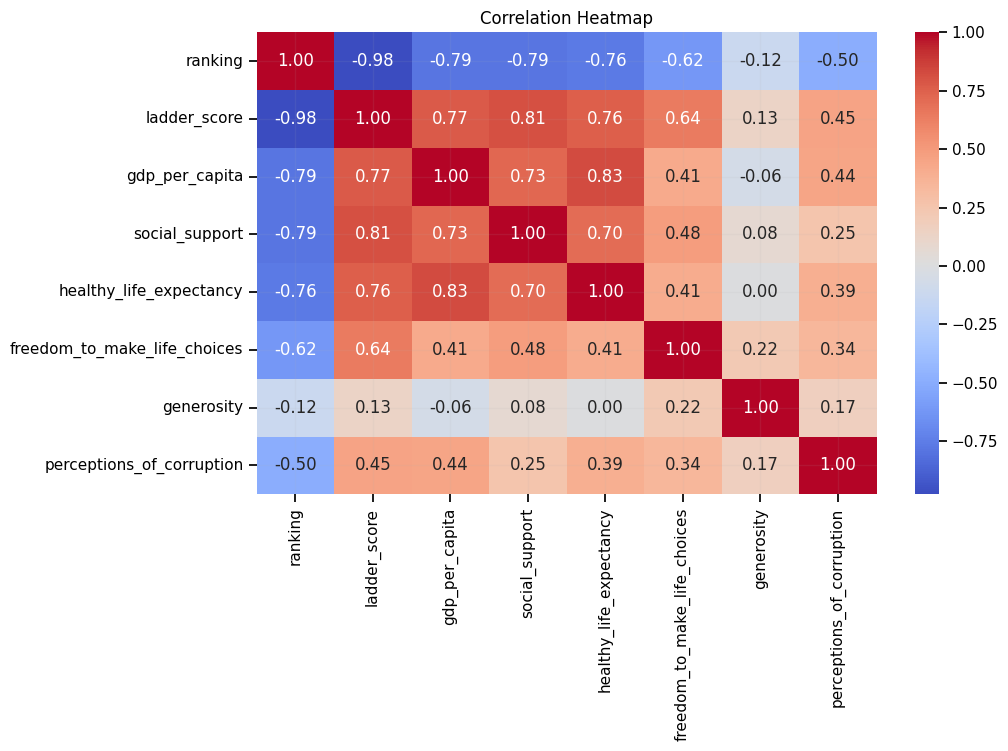 Correlation Heatmap
ranking 1.00 -0.98 -0.79 -0.79 -0.76 -0.62 -0.12 -0.50
ladder_score -0.98 1.00 0.77 0.81 0.76 0.64 0.13 0.45
gdp_per_capita -0.79 0.77 1.00 0.73 0.83 0.41 -0.06 0.44
social_support -0.79 0.81 0.73 1.00 0.70 0.48 0.08 0.25
healthy_life_expectancy -0.76 0.76 0.83 0.70 1.00 0.41 0.00 0.39
freedom_to_make_life_choices -0.62 0.64 0.41 0.48 0.41 1.00 0.22 0.34
generosity -0.12 0.13 -0.06 0.08 0.00 0.22 1.00 0.17
perceptions_of_corruption -0.50 0.45 0.44 0.25 0.39 0.34 0.17 1.00
ranking
ladder_score
gdp_per_capita
social_support
healthy_life_expectancy
freedom_to_make_life_choices
generosity
perceptions_of_corruption
1.00
0.75
0.50
0.25
0.00
−0.25
−0.50
−0.75